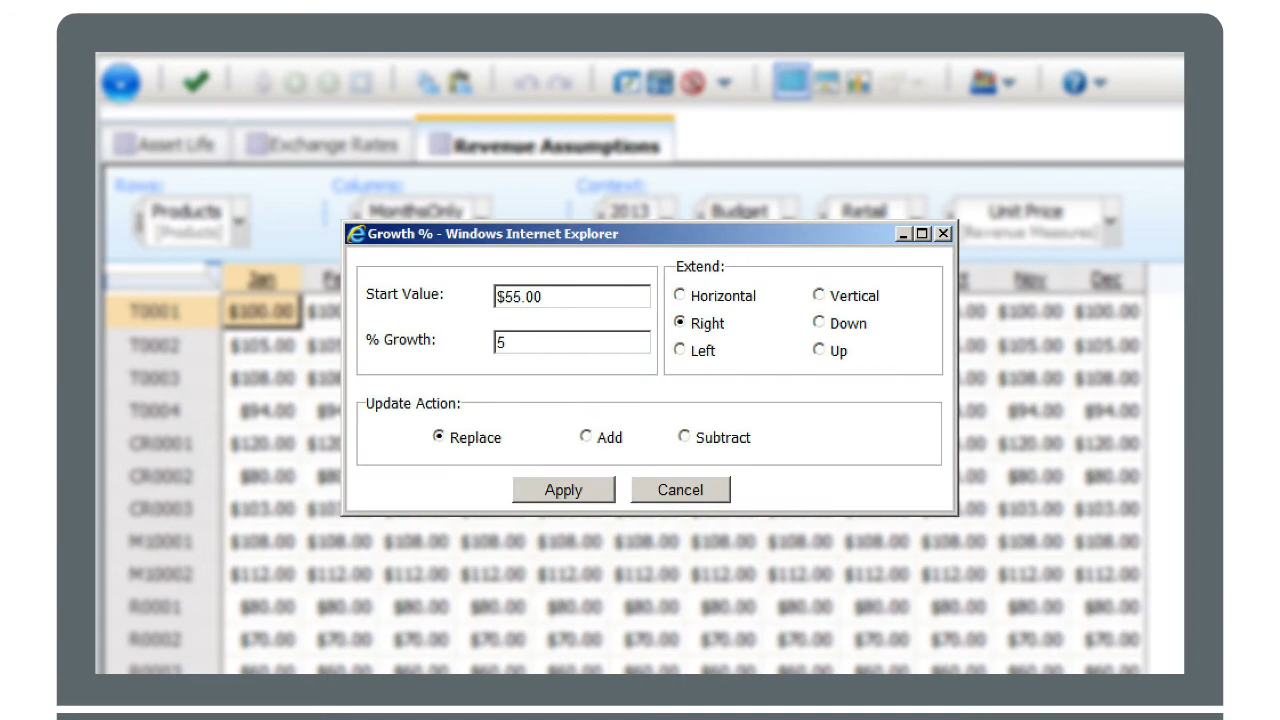 Asset Life Exchange Rates Revenue Assumptions
Rows: Columns: Context:
Products MonthsOnly 2013 Budget Retail Unit Price
[Products]
Growth % - Windows Internet Explorer
Extend:
Start Value: $55.00 Horizontal Vertical
Right Down
% Growth: 5
Left Up
Update Action:
Replace Add Subtract
Apply Cancel
Jan Nov Dec
T0001 $100.00 $100.00 $100.00
T0002 $105.00 $105.00 $105.00
T0003 $108.00 $108.00 $108.00
T0004 $94.00 $94.00 $94.00
CR0001 $120.00 $120.00 $120.00
CR0002 $80.00 $80.00 $80.00
CR0003 $103.00 $103.00 $103.00
M10001 $108.00 $108.00 $108.00 $108.00 $108.00 $108.00 $108.00 $108.00 $108.00 $108.00 $108.00 $108.00
M10002 $112.00 $112.00 $112.00 $112.00 $112.00 $112.00 $112.00 $112.00 $112.00 $112.00 $112.00 $112.00
R0001 $80.00 $80.00 $80.00 $80.00 $80.00 $80.00 $80.00 $80.00 $80.00 $80.00 $80.00 $80.00
R0002 $70.00 $70.00 $70.00 $70.00 $70.00 $70.00 $70.00 $70.00 $70.00 $70.00 $70.00 $70.00